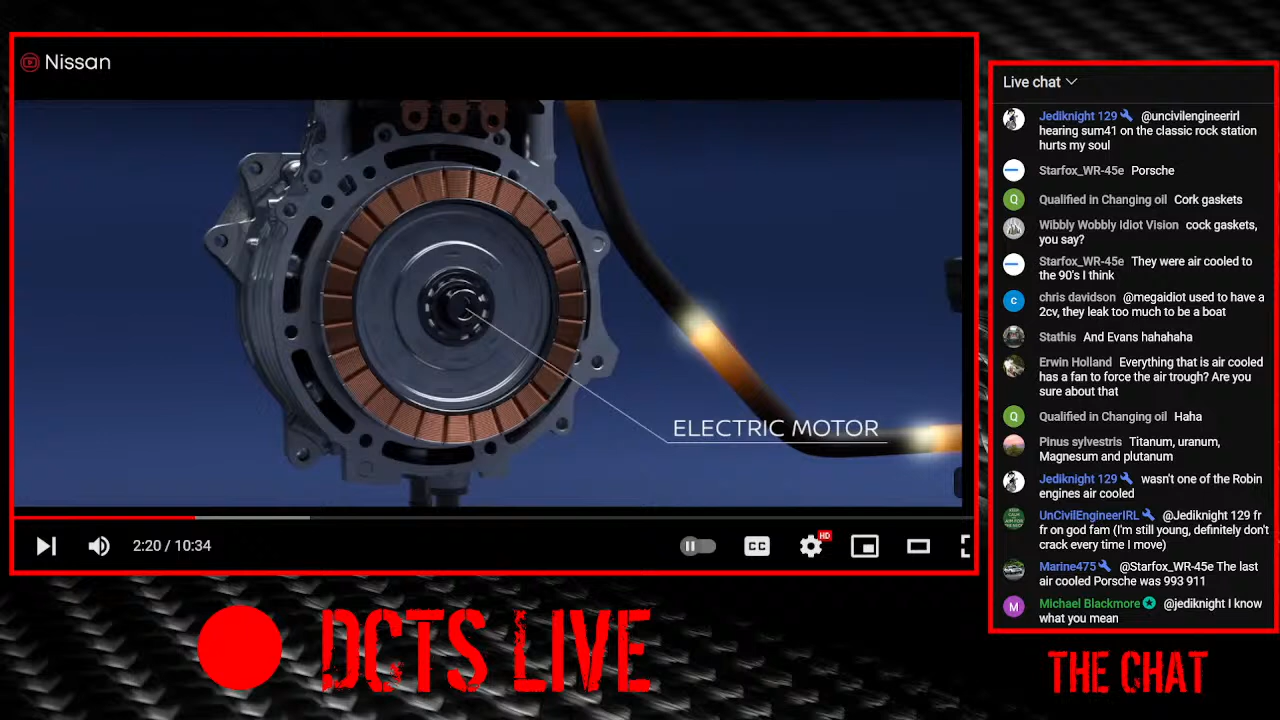 Nissan
ELECTRIC MOTOR
2:20 / 10:34
CC
HD
DCTS LIVE
Live chat
Jediknight 129 @uncivilengineerirl
hearing sum41 on the classic rock station
hurts my soul
Starfox_WR-45e Porsche
Q Qualified in Changing oil Cork gaskets
Wibbly Wobbly Idiot Vision cock gaskets,
you say?
Starfox_WR-45e They were air cooled to
the 90's I think
c chris davidson @megaidiot used to have a
2cv, they leak too much to be a boat
Stathis And Evans hahahaha
Erwin Holland Everything that is air cooled
has a fan to force the air trough? Are you
sure about that
Q Qualified in Changing oil Haha
Pinus sylvestris Titanum, uranum,
Magnesum and plutanum
Jediknight 129 wasn't one of the Robin
engines air cooled
UnCivilEngineerIRL @Jediknight 129 fr
fr on god fam (I'm still young, definitely don't
crack every time I move)
Marine475 @Starfox_WR-45e The last
air cooled Porsche was 993 911
M Michael Blackmore @jediknight I know
what you mean
THE CHAT